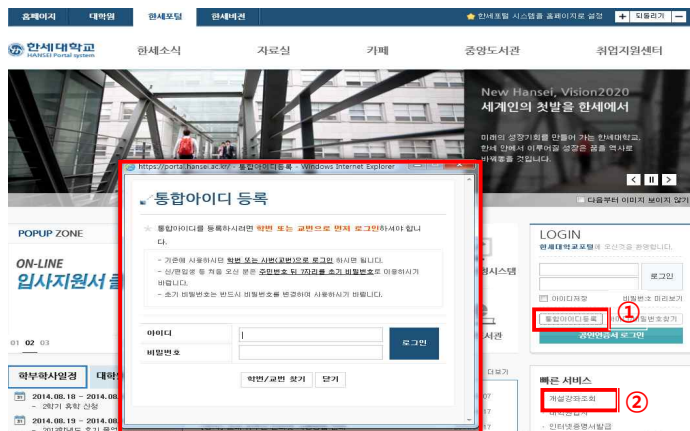 홈페이지 대학원 한세포털 한세비전
한세포털 시스템을 홈페이지로 설정 + 되돌리기 −
한세대학교
HANSEI Portal system
한세소식 자료실 카페 중앙도서관 취업지원센터
New Hansei, Vision2020
세계인의 첫발을 한세에서
미래의 성장기회를 만들어 가는 한세대학교,
한세 안에서 이루어질 성장은 꿈을 역사로
바꿔놓을 것입니다.
다음부터 이미지 보이지 않기
https://portal.hansei.ac.kr/ - 통합아이디등록 - Windows Internet Explorer
통합아이디 등록
통합아이디를 등록하시려면 학번 또는 교번으로 먼저 로그인하셔야 합니
다.
- 기존에 사용하시던 학번 또는 사번(교번)으로 로그인 하시면 됩니다.
- 신/편입생 등 처음 오신 분은 주민번호 뒤 7자리를 초기 비밀번호로 이용하시기
바랍니다.
- 초기 비밀번호는 반드시 비밀번호를 변경하여 사용하시기 바랍니다.
아이디
비밀번호
로그인
학번/교번 찾기 닫기
POPUP ZONE
ON-LINE
입사지원서
01 02 03
학부학사일정
2014.08.18 - 2014.08
- 2학기 휴학 신청
2014.08.19 - 2014.08
더보기
LOGIN
한세대학교포털에 오신것을 환영합니다.
로그인
아이디저장 비밀번호 미리보기
통합아이디등록
①
공인인증서 로그인
빠른 서비스
개설강좌조회
②
- 인터넷증명서발급